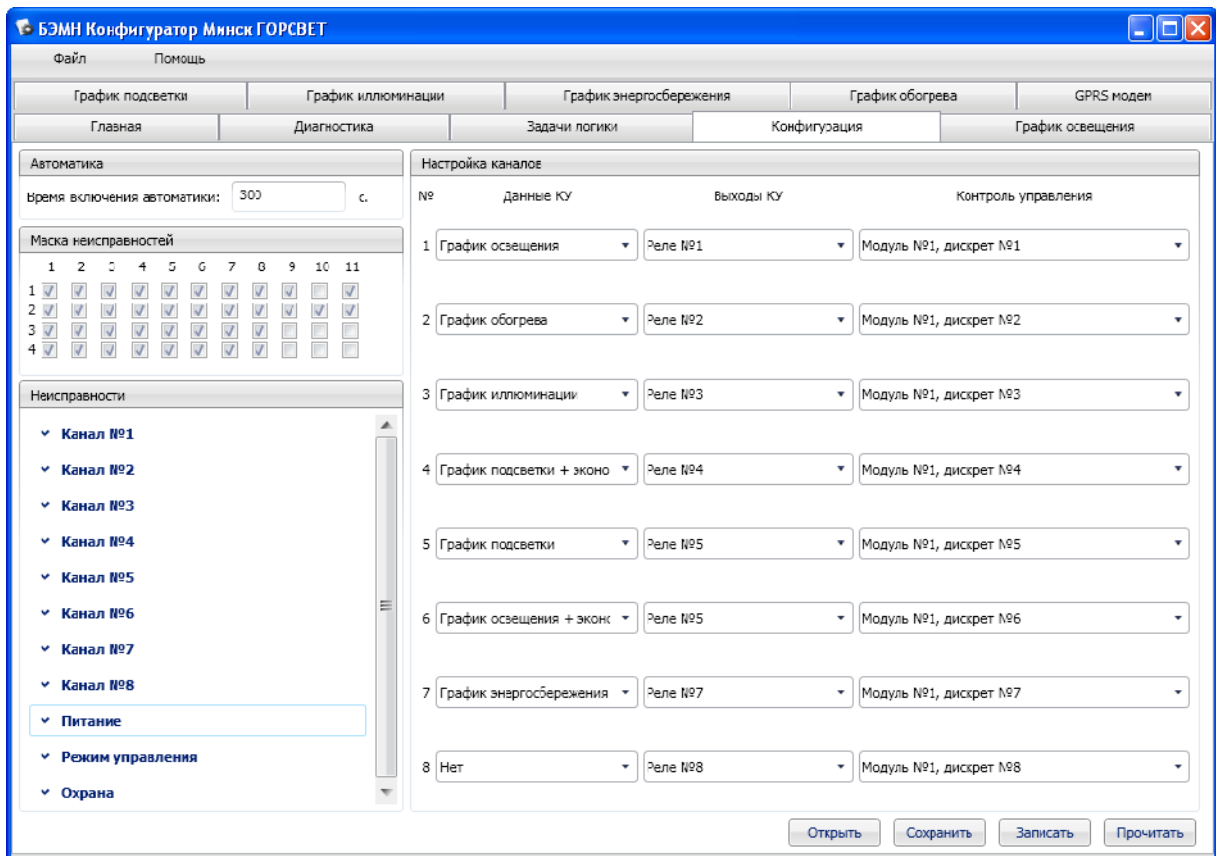 БЭМН Конфигуратор Минск ГОРСВЕТ
Файл Помощь
График подсветки График иллюминации График энергосбережения График обогрева GPRS модем
Главная Диагностика Задачи логики Конфигурация График освещения
Автоматика
Время включения автоматики: 300 с.
Маска неисправностей
1 2 3 4 5 6 7 8 9 10 11
1
2
3
4
Неисправности
Канал №1
Канал №2
Канал №3
Канал №4
Канал №5
Канал №6
Канал №7
Канал №8
Питание
Режим управления
Охрана
Настройка каналов
№ Данные КУ Выходы КУ Контроль управления
1 График освещения Реле №1 Модуль №1, дискрет №1
2 График обогрева Реле №2 Модуль №1, дискрет №2
3 График иллюминации Реле №3 Модуль №1, дискрет №3
4 График подсветки + эконо Реле №4 Модуль №1, дискрет №4
5 График подсветки Реле №5 Модуль №1, дискрет №5
6 График освещения + эконо Реле №5 Модуль №1, дискрет №6
7 График энергосбережения Реле №7 Модуль №1, дискрет №7
8 Нет Реле №8 Модуль №1, дискрет №8
Открыть Сохранить Записать Прочитать